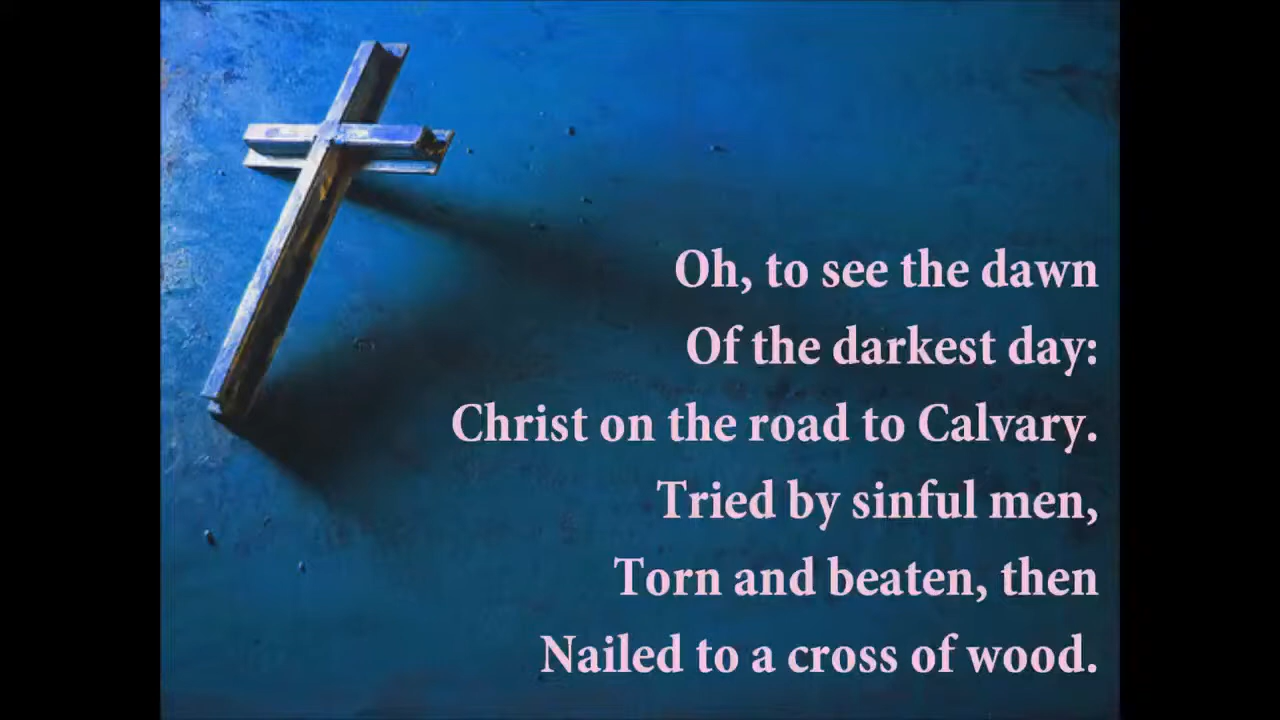 Oh, to see the dawn
Of the darkest day:
Christ on the road to Calvary.
Tried by sinful men,
Torn and beaten, then
Nailed to a cross of wood.